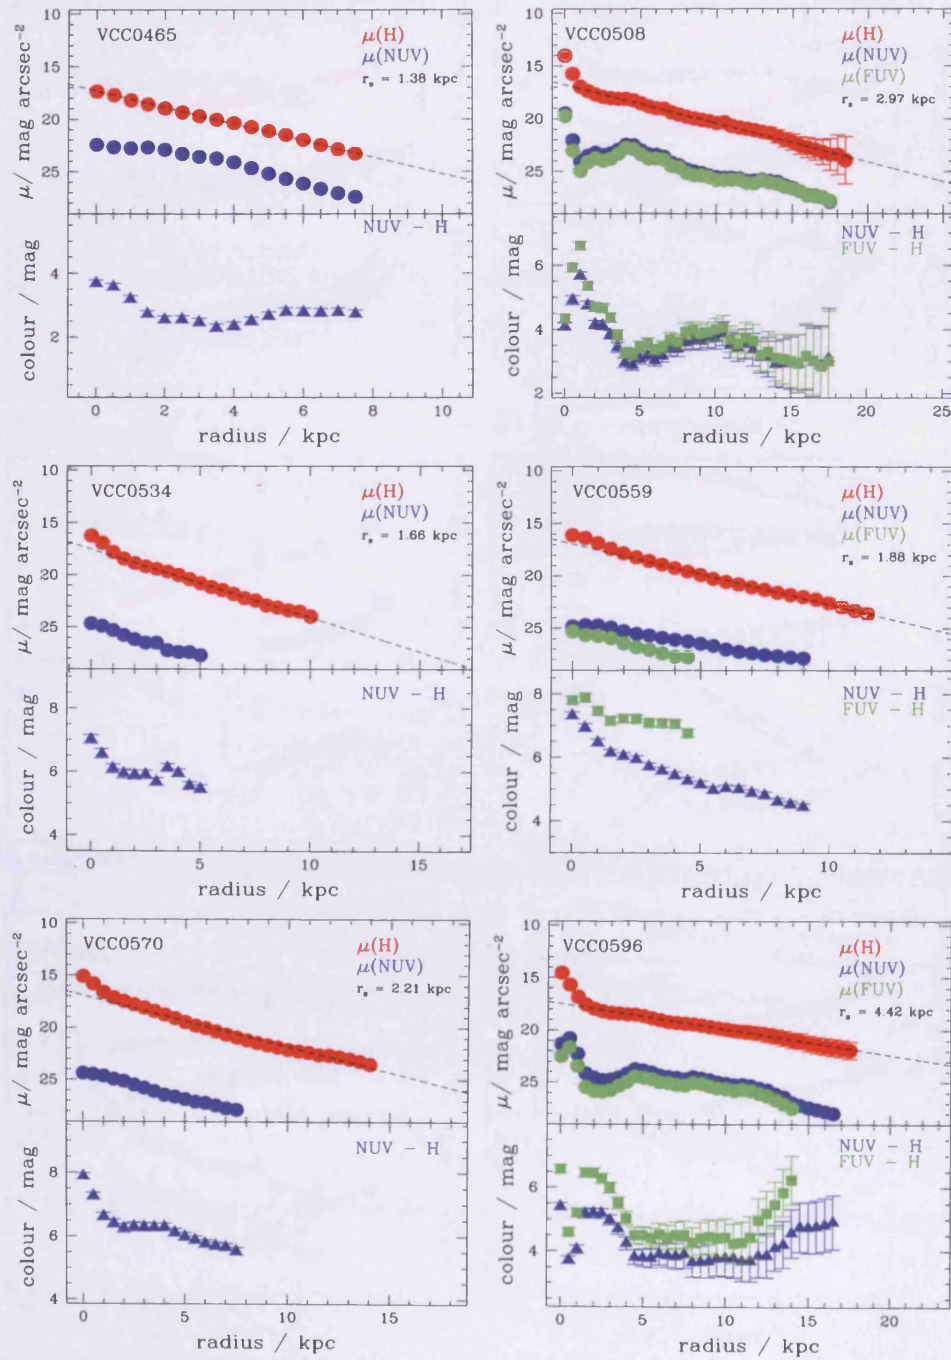 VCC0465
μ(H)
μ(NUV)
r_s = 1.38 kpc
μ/ mag arcsec⁻²
10
15
20
25
NUV - H
colour / mag
4
2
0 2 4 6 8 10
radius / kpc
VCC0508
μ(H)
μ(NUV)
μ(FUV)
r_s = 2.97 kpc
μ/ mag arcsec⁻²
10
15
20
25
NUV - H
FUV - H
colour / mag
6
4
2
0 5 10 15 20 25
radius / kpc
VCC0534
μ(H)
μ(NUV)
r_s = 1.66 kpc
μ/ mag arcsec⁻²
10
15
20
25
NUV - H
colour / mag
8
6
4
0 5 10 15
radius / kpc
VCC0559
μ(H)
μ(NUV)
μ(FUV)
r_s = 1.88 kpc
μ/ mag arcsec⁻²
10
15
20
25
NUV - H
FUV - H
colour / mag
8
6
4
0 5 10
radius / kpc
VCC0570
μ(H)
μ(NUV)
r_s = 2.21 kpc
μ/ mag arcsec⁻²
10
15
20
25
NUV - H
colour / mag
8
6
4
0 5 10 15
radius / kpc
VCC0596
μ(H)
μ(NUV)
μ(FUV)
r_s = 4.42 kpc
μ/ mag arcsec⁻²
10
15
20
25
NUV - H
FUV - H
colour / mag
6
4
0 5 10 15 20
radius / kpc